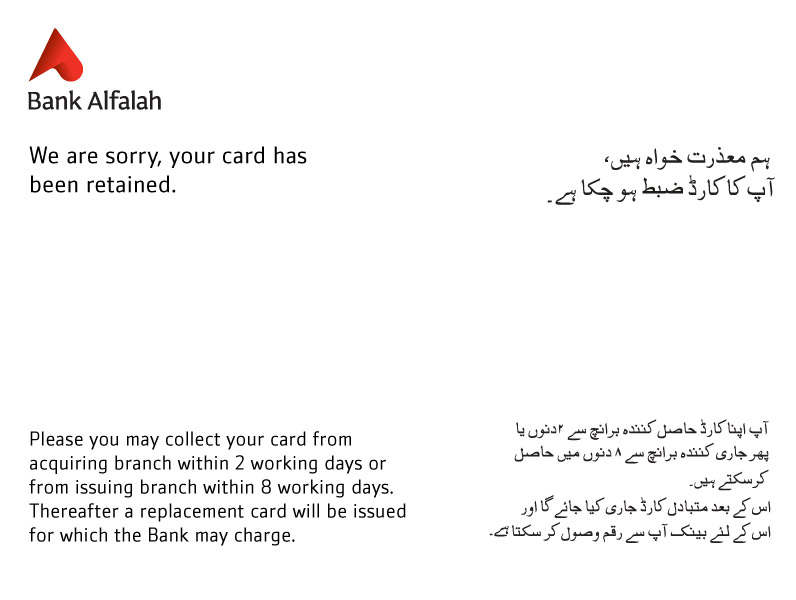 Bank Alfalah
We are sorry, your card has
been retained.
ہم معذرت خواہ ہیں،
آپ کا کارڈ ضبط ہو چکا ہے۔
Please you may collect your card from
acquiring branch within 2 working days or
from issuing branch within 8 working days.
Thereafter a replacement card will be issued
for which the Bank may charge.
آپ اپنا کارڈ حاصل کنندہ برانچ سے ۲ دنوں یا
پھر جاری کنندہ برانچ سے ۸ دنوں میں حاصل
کر سکتے ہیں۔
اس کے بعد متبادل کارڈ جاری کیا جائے گا اور
اس کے لئے بینک آپ سے رقم وصول کر سکتا ہے۔